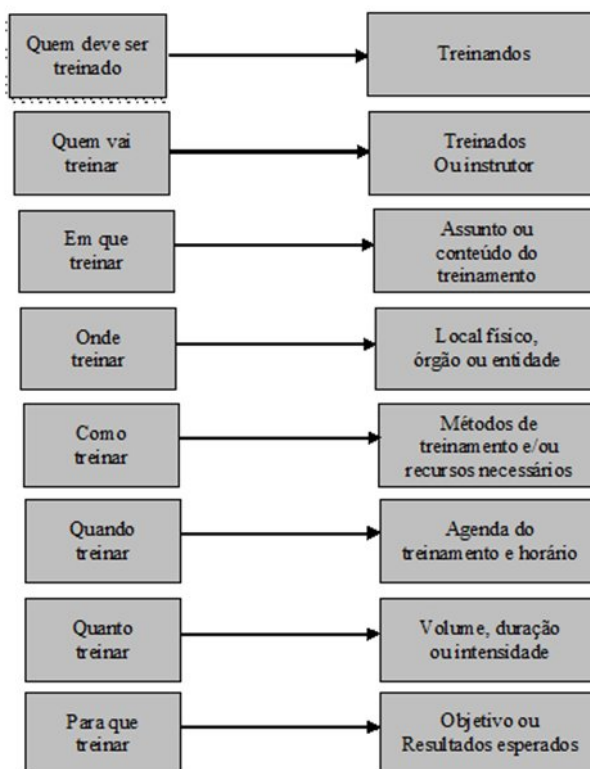 Quem deve ser
treinado
Treinandos
Quem vai
treinar
Treinados
Ou instrutor
Em que
treinar
Assunto ou
conteúdo do
treinamento
Onde
treinar
Local físico,
órgão ou entidade
Como
treinar
Métodos de
treinamento e/ou
recursos necessários
Quando
treinar
Agenda do
treinamento e horário
Quanto
treinar
Volume, duração
ou intensidade
Para que
treinar
Objetivo ou
Resultados esperados